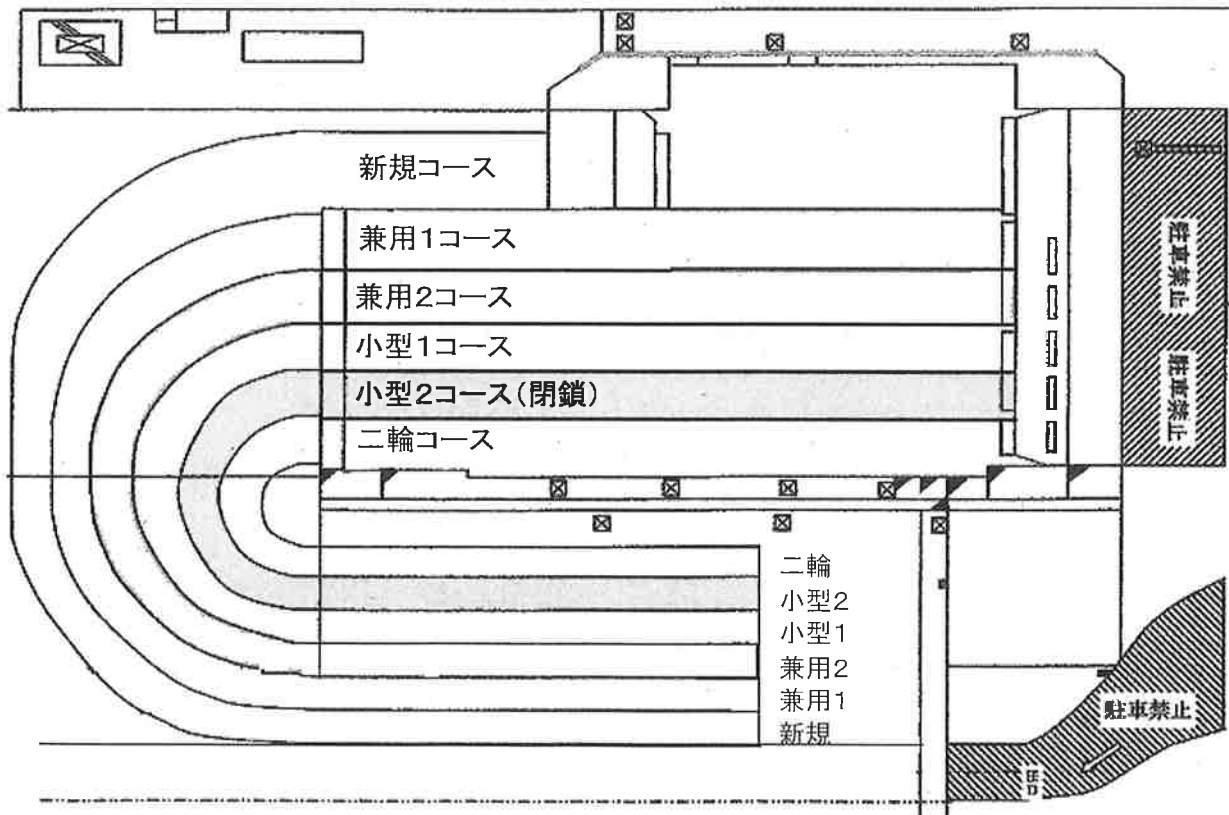 新規コース
兼用1コース
兼用2コース
小型1コース
小型2コース(閉鎖)
二輪コース
駐車禁止
駐車禁止
二輪
小型2
小型1
兼用2
兼用1
新規
駐車禁止
出口